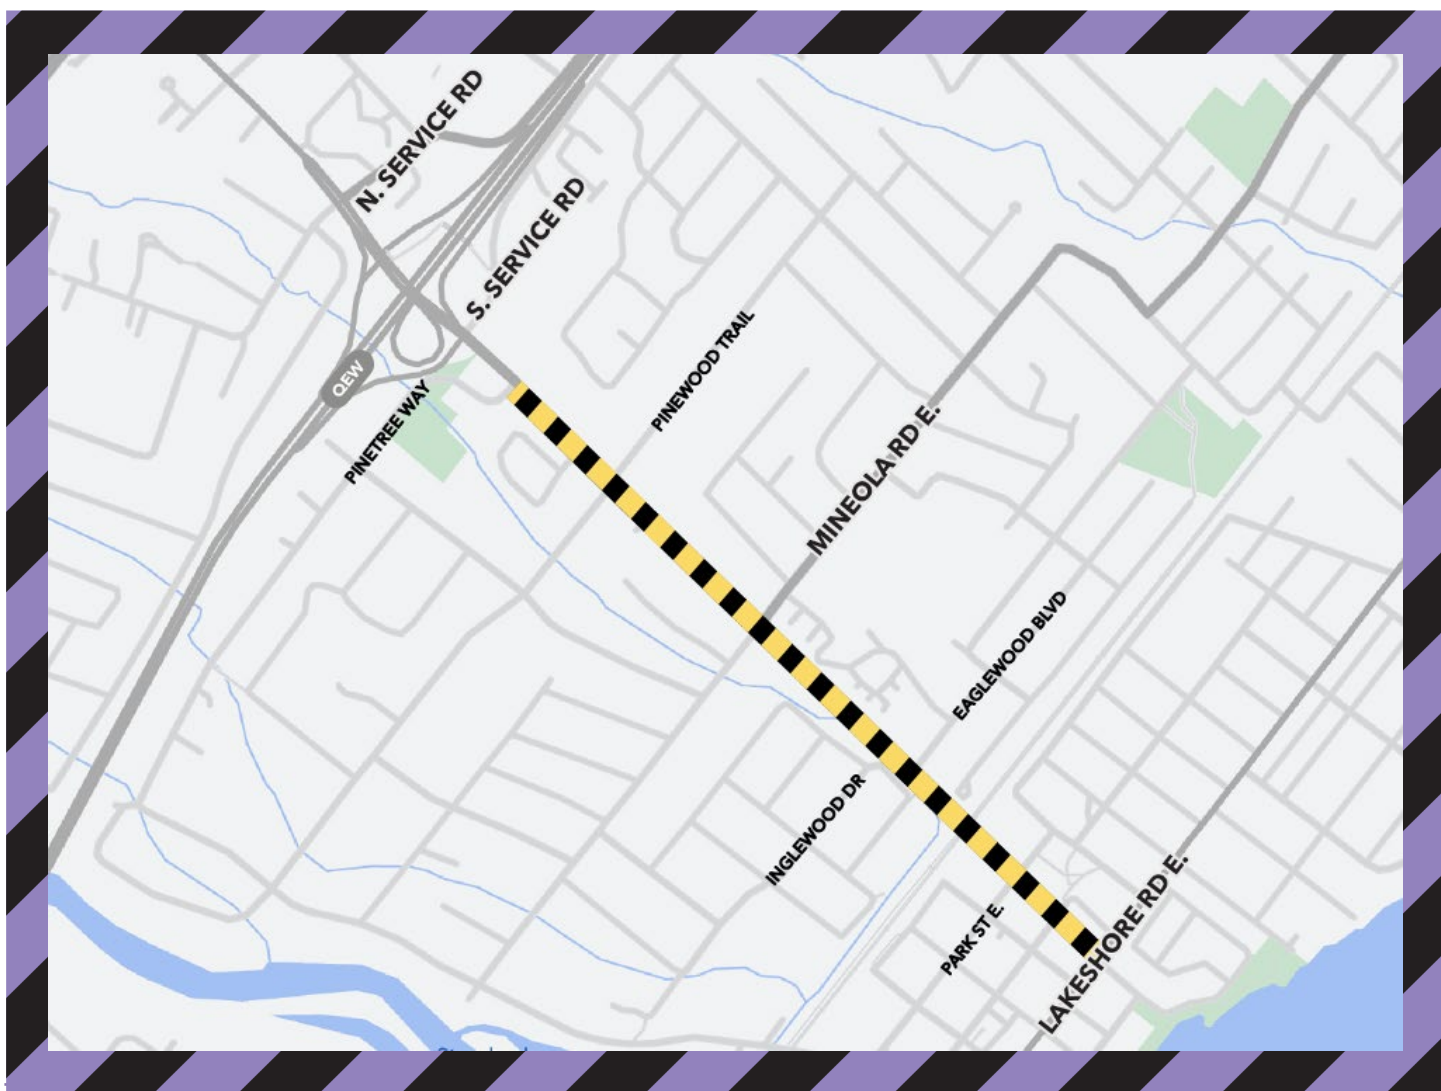 N. SERVICE RD
S. SERVICE RD
QEW
PINETREE WAY
PINEWOOD TRAIL
MINEOLA RD E.
EAGLEWOOD BLVD
INGLEWOOD DR
PARK ST E.
LAKESHORE RD E.